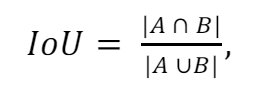 IoU = |A ∩ B| / |A ∪B|,